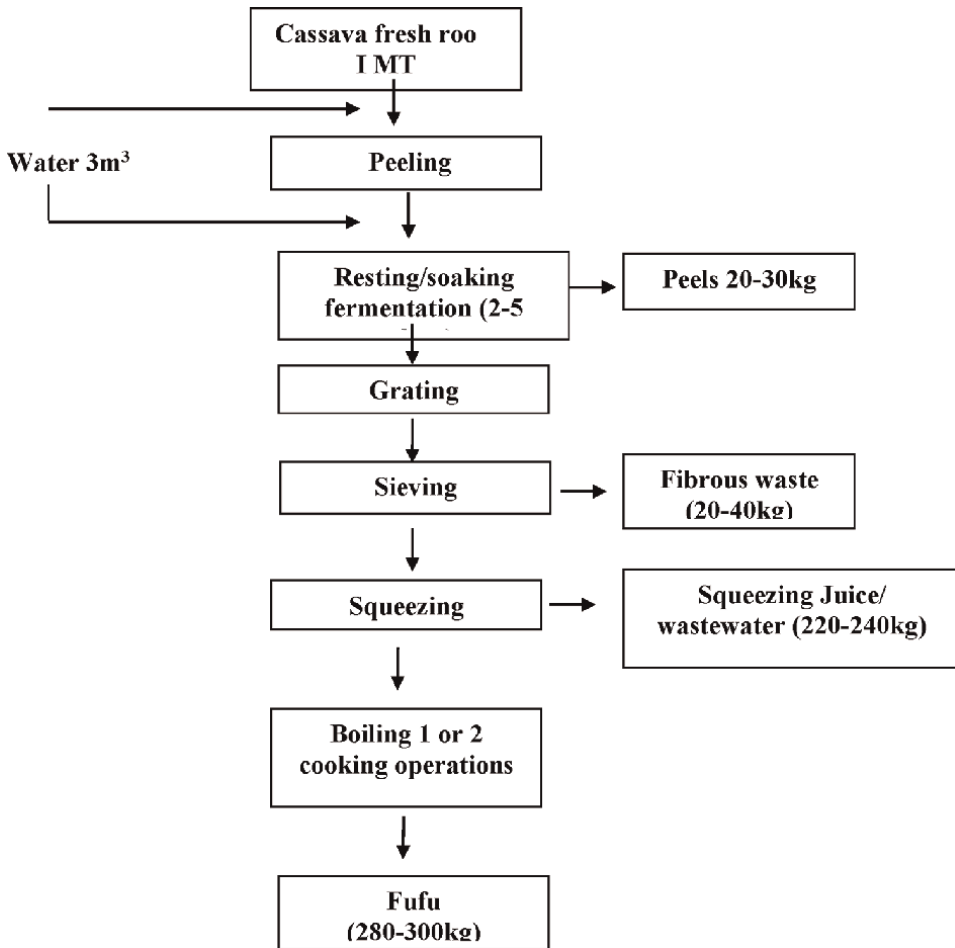 Cassava fresh roo
I MT
Water 3m³
Peeling
Resting/soaking
fermentation (2-5
Peels 20-30kg
Grating
Sieving
Fibrous waste
(20-40kg)
Squeezing
Squeezing Juice/
wastewater (220-240kg)
Boiling 1 or 2
cooking operations
Fufu
(280-300kg)